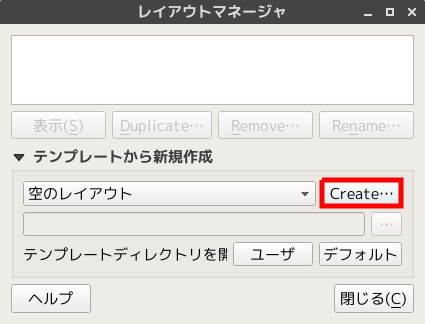 レイアウトマネージャ
表示(S) Duplicate… Remove… Rename…
テンプレートから新規作成
空のレイアウト Create…
…
テンプレートディレクトリを開 ユーザ デフォルト
ヘルプ 閉じる(C)